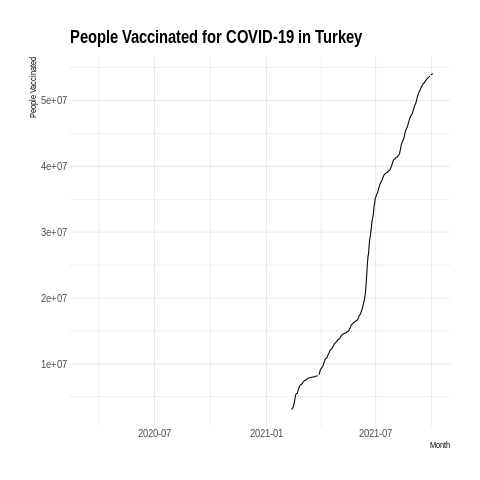 People Vaccinated for COVID-19 in Turkey
People Vaccinated
5e+07
4e+07
3e+07
2e+07
1e+07
2020-07 2021-01 2021-07
Month